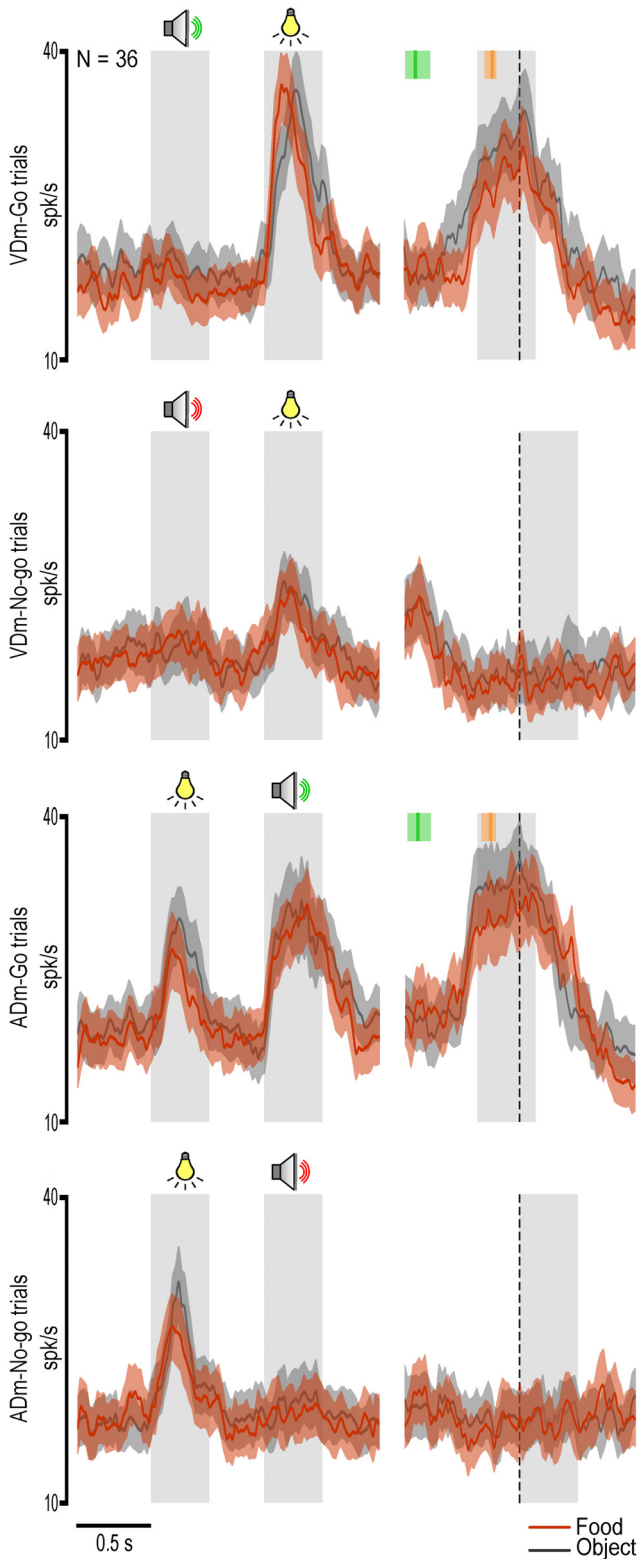 40
N = 36
VDm-Go trials
spk/s
10
40
VDm-No-go trials
spk/s
10
40
ADm-Go trials
spk/s
10
40
ADm-No-go trials
spk/s
10
0.5 s
Food
Object